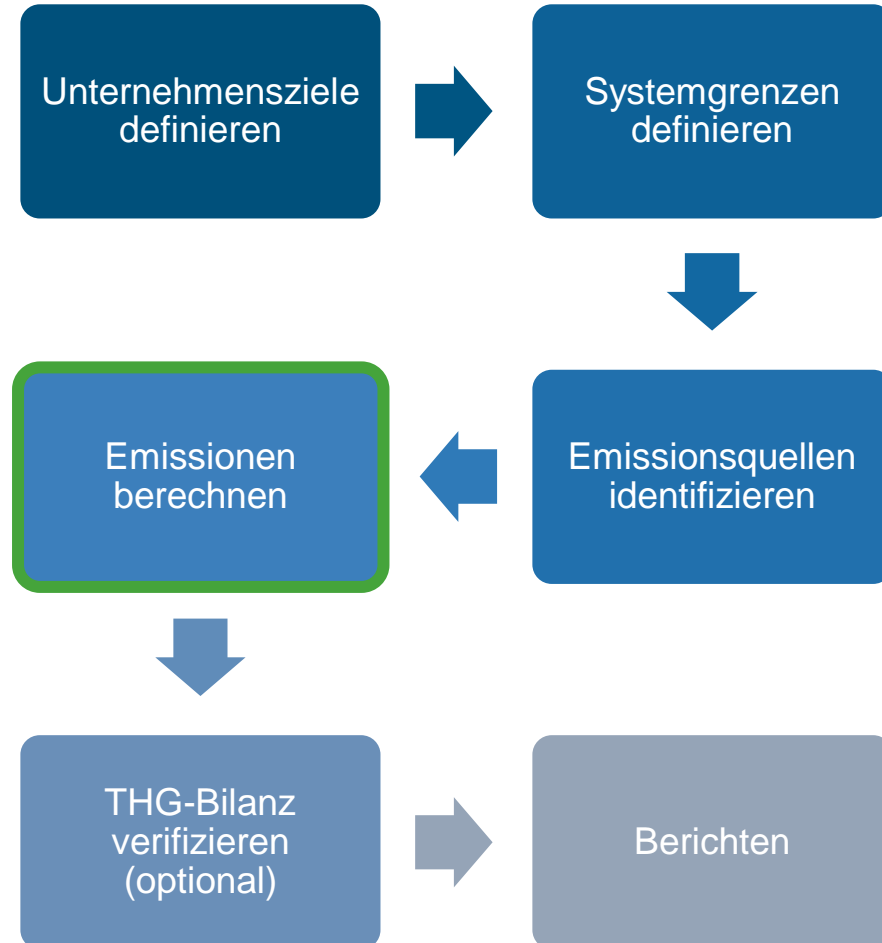 Unternehmensziele
definieren
Systemgrenzen
definieren
Emissionsquellen
identifizieren
Emissionen
berechnen
THG-Bilanz
verifizieren
(optional)
Berichten